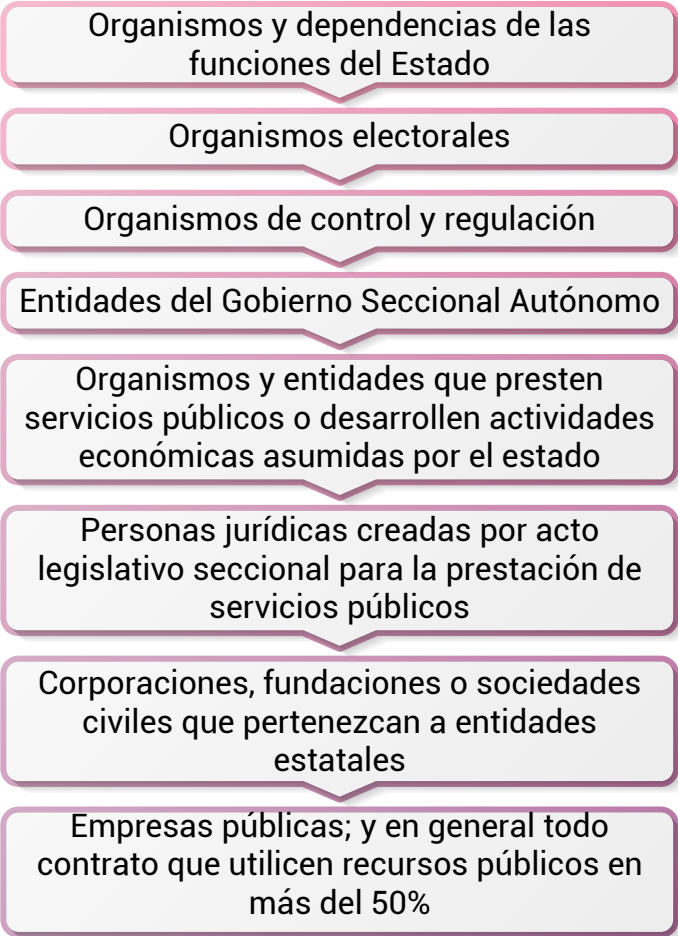 Organismos y dependencias de las
funciones del Estado
Organismos electorales
Organismos de control y regulación
Entidades del Gobierno Seccional Autónomo
Organismos y entidades que presten
servicios públicos o desarrollen actividades
económicas asumidas por el estado
Personas jurídicas creadas por acto
legislativo seccional para la prestación de
servicios públicos
Corporaciones, fundaciones o sociedades
civiles que pertenezcan a entidades
estatales
Empresas públicas; y en general todo
contrato que utilicen recursos públicos en
más del 50%